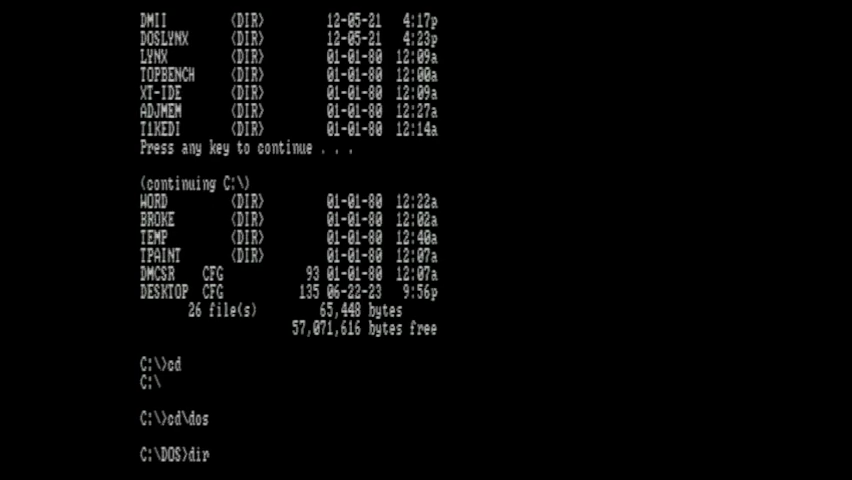 DMII <DIR> 12-05-21 4:17p
DOSLYNX <DIR> 12-05-21 4:23p
LYNX <DIR> 01-01-80 12:09a
TOPBENCH <DIR> 01-01-80 12:00a
XT-IDE <DIR> 01-01-80 12:09a
ADJMEM <DIR> 01-01-80 12:27a
T1KEDI <DIR> 01-01-80 12:14a
Press any key to continue . . .
(continuing C:\)
WORD <DIR> 01-01-80 12:22a
BROKE <DIR> 01-01-80 12:02a
TEMP <DIR> 01-01-80 12:40a
TPAINT <DIR> 01-01-80 12:07a
DMCSR CFG 93 01-01-80 12:07a
DESKTOP CFG 135 06-22-23 9:56p
26 file(s) 65,448 bytes
57,071,616 bytes free
C:\>cd
C:\
C:\>cd\dos
C:\DOS>dir